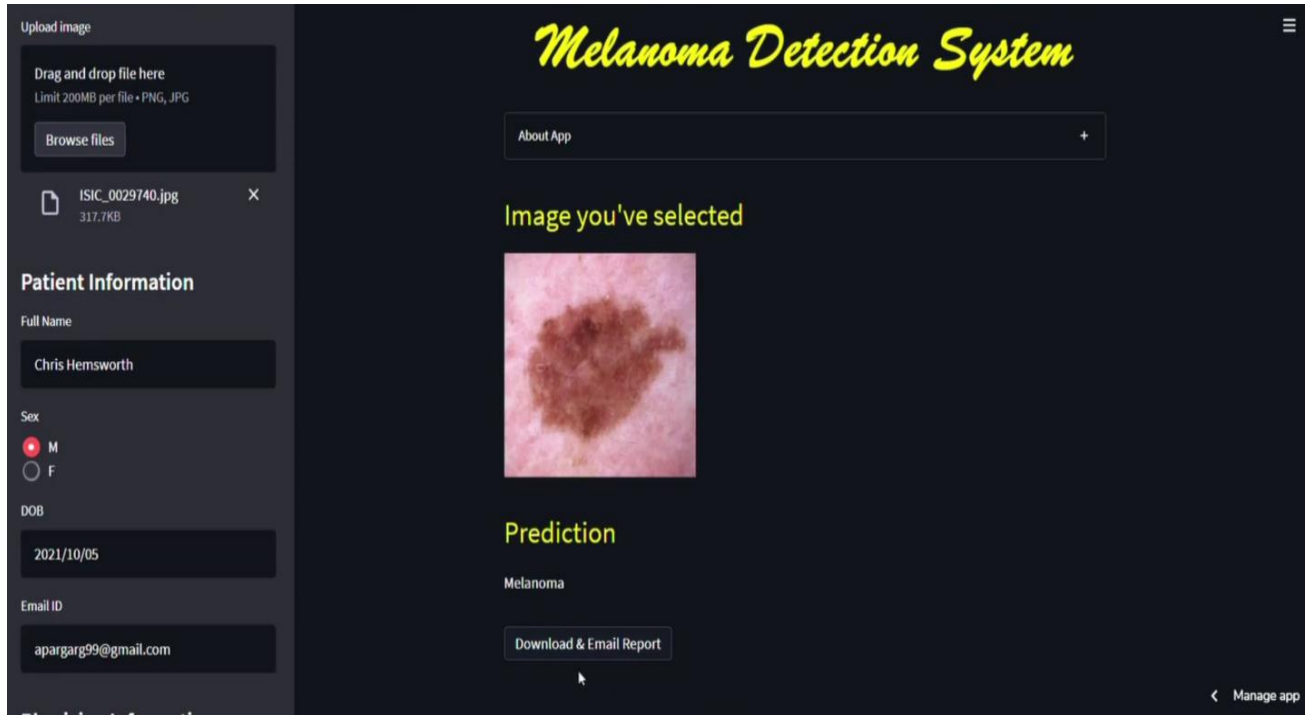 Upload image
Drag and drop file here
Limit 200MB per file • PNG, JPG
Browse files
ISIC_0029740.jpg
317.7KB
Patient Information
Full Name
Chris Hemsworth
Sex
M
F
DOB
2021/10/05
Email ID
apargarg99@gmail.com
Melanoma Detection System
About App
Image you've selected
Prediction
Melanoma
Download & Email Report
Manage app